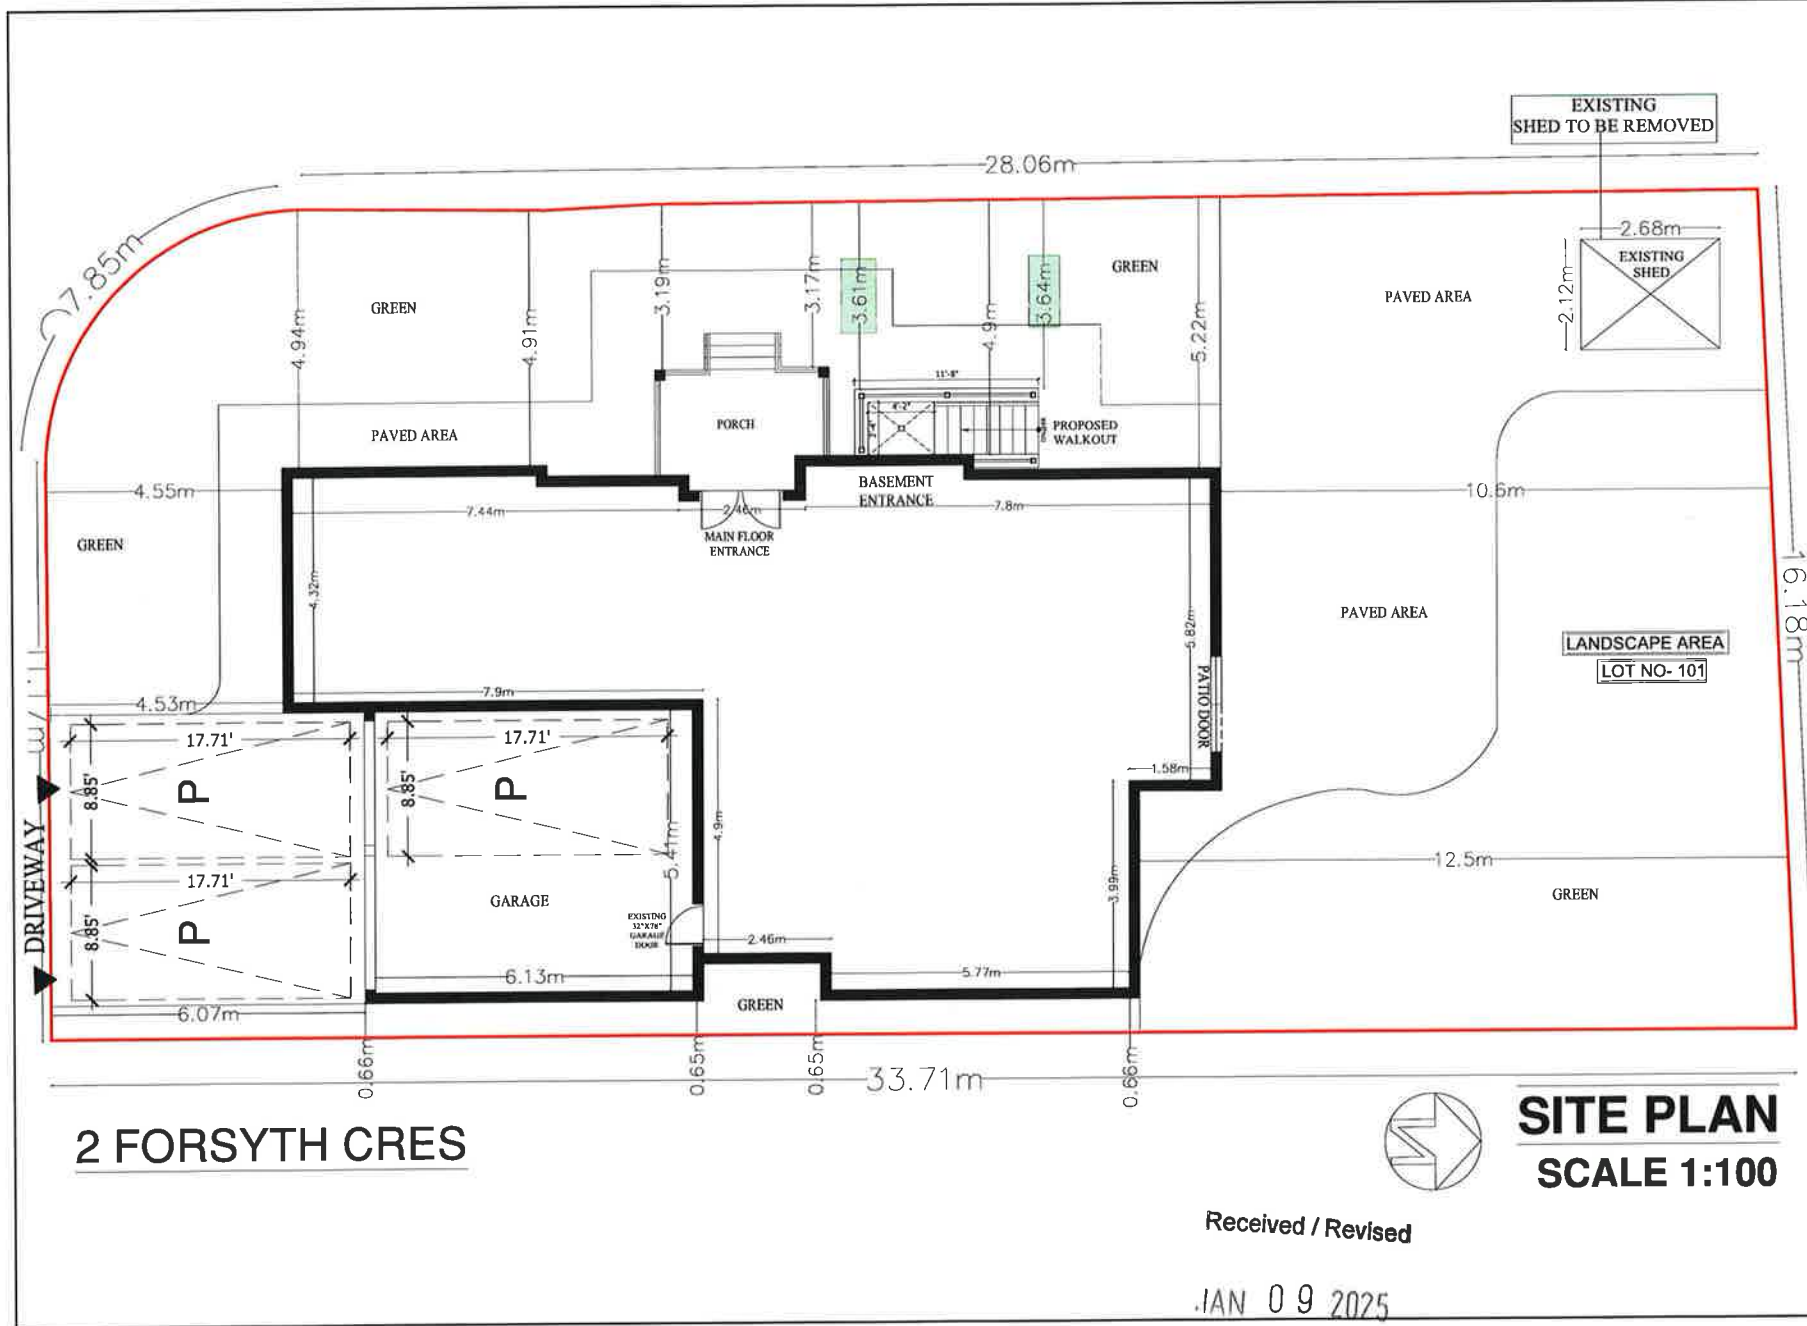 EXISTING
SHED TO BE REMOVED
28.06m
7.85m
2.68m
EXISTING
SHED
2.12m
GREEN
4.94m
4.91m
3.19m
3.17m
3.61m
4.9m
3.64m
GREEN
5.22m
PAVED AREA
11'-8"
4'-2"
PORCH
PROPOSED
WALKOUT
PAVED AREA
4.55m
BASEMENT
ENTRANCE
10.6m
7.44m
2.46m
7.8m
MAIN FLOOR
ENTRANCE
GREEN
4.32m
5.82m
PAVED AREA
16.18m
LANDSCAPE AREA
LOT NO- 101
PATIO DOOR
7.9m
4.53m
17.71'
8.85'
P
17.71'
8.85'
P
1.58m
4.9m
5.41m
DRIVEWAY
17.71'
8.85'
P
GARAGE
EXISTING
32"X78"
GARAGE
DOOR
3.99m
12.5m
GREEN
2.46m
5.77m
6.13m
GREEN
6.07m
0.66m
0.65m
0.65m
0.66m
33.71m
2 FORSYTH CRES
SITE PLAN
SCALE 1:100
Received / Revised
JAN 09 2025